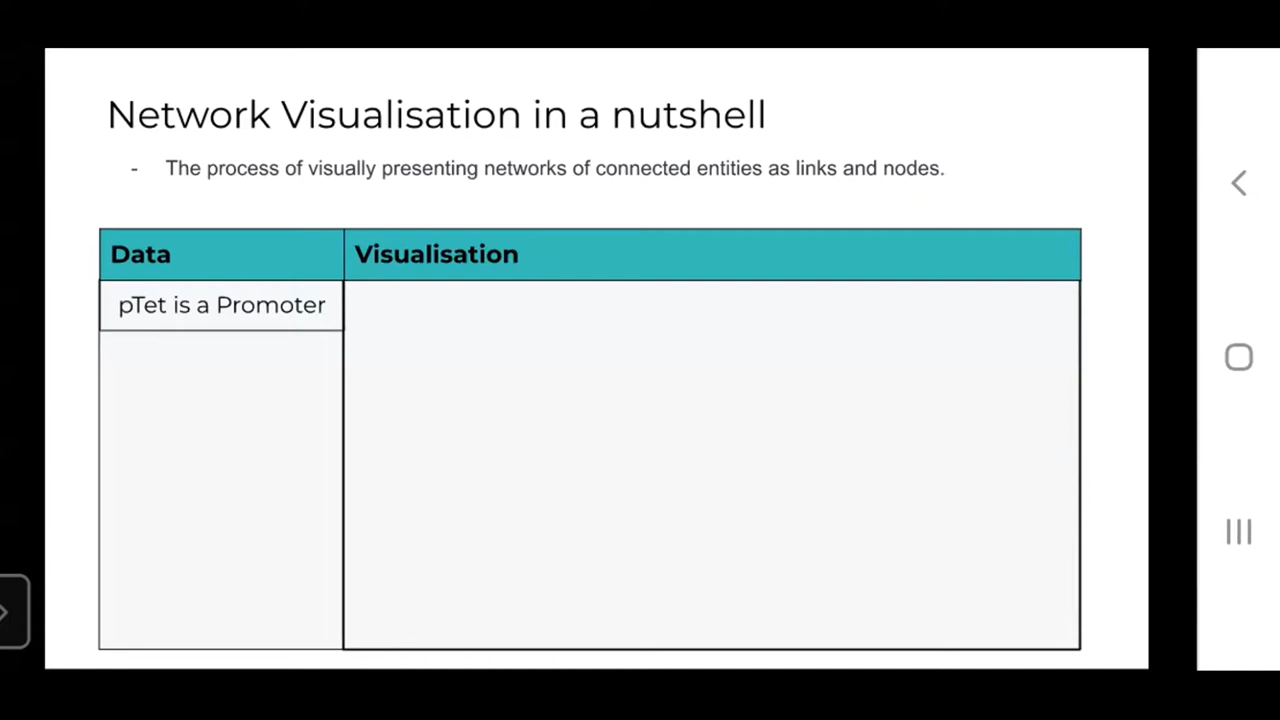 Network Visualisation in a nutshell
- The process of visually presenting networks of connected entities as links and nodes.
Data Visualisation
pTet is a Promoter